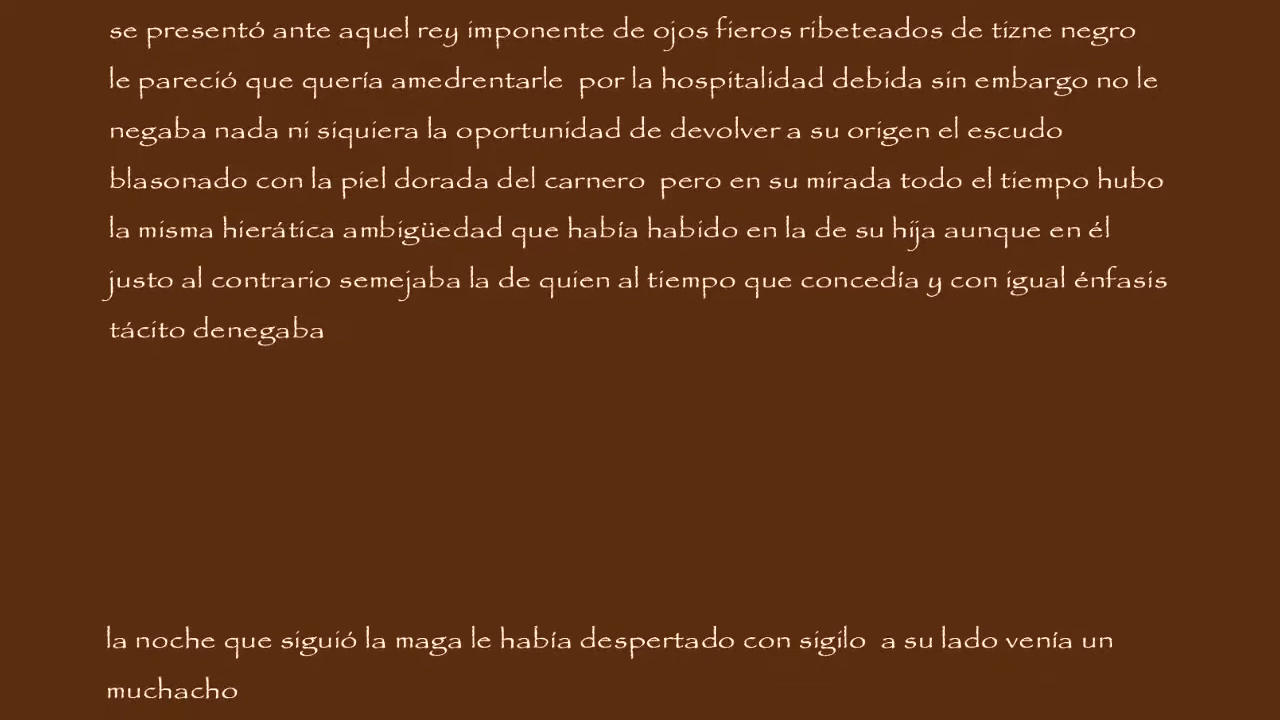 se presentó ante aquel rey imponente de ojos fieros ribeteados de tizne negro
le pareció que quería amedrentarle  por la hospitalidad debida sin embargo no le
negaba nada ni siquiera la oportunidad de devolver a su origen el escudo
blasonado con la piel dorada del carnero  pero en su mirada todo el tiempo hubo
la misma hierática ambigüedad que había habido en la de su hija aunque en él
justo al contrario semejaba la de quien al tiempo que concedía y con igual énfasis
tácito denegaba
la noche que siguió la maga le había despertado con sigilo  a su lado venía un
muchacho